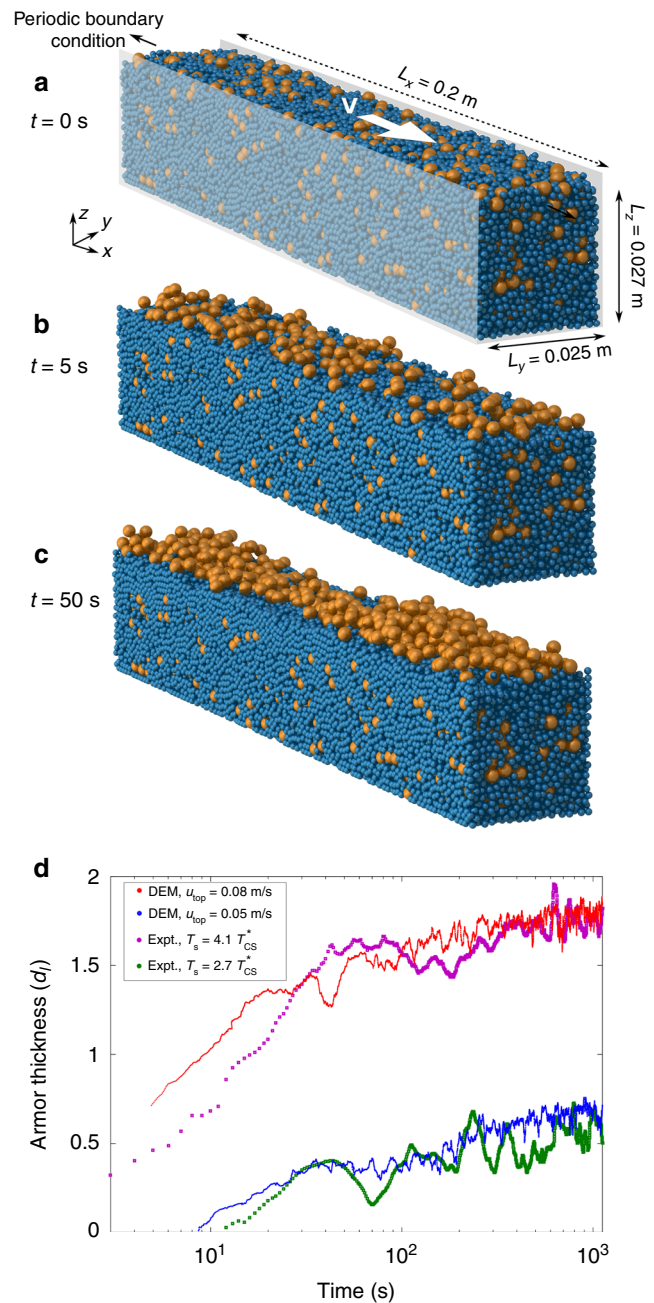 Periodic boundary
condition
a
t = 0 s
Lx = 0.2 m
v
z
y
x
Lz = 0.027 m
Ly = 0.025 m
b
t = 5 s
c
t = 50 s
d
2
1.5
1
0.5
0
Armor thickness (dl)
DEM, utop = 0.08 m/s
DEM, utop = 0.05 m/s
Expt., Ts = 4.1 T*CS
Expt., Ts = 2.7 T*CS
10¹
10²
10³
Time (s)